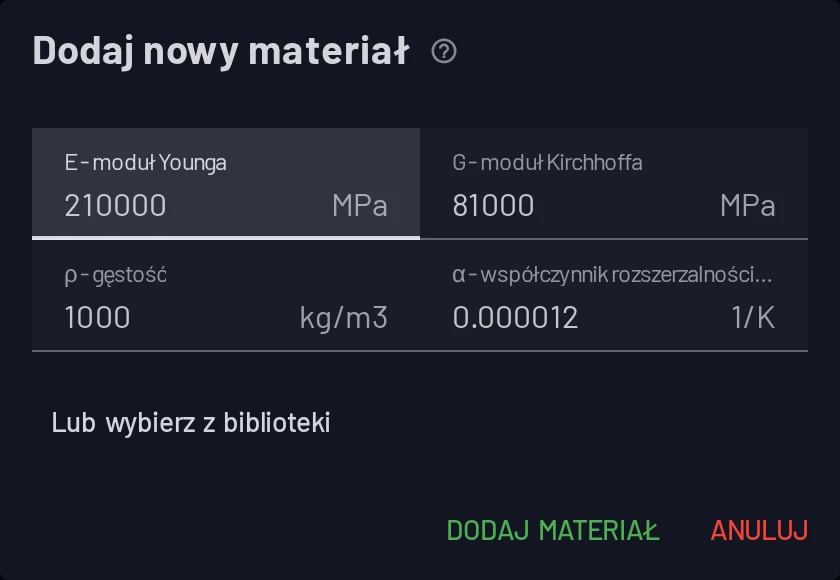 Dodaj nowy materiał ?
E - moduł Younga
210000 MPa
G - moduł Kirchhoffa
81000 MPa
ρ - gęstość
1000 kg/m3
α - współczynnik rozszerzalności...
0.000012 1/K
Lub wybierz z biblioteki
DODAJ MATERIAŁ ANULUJ